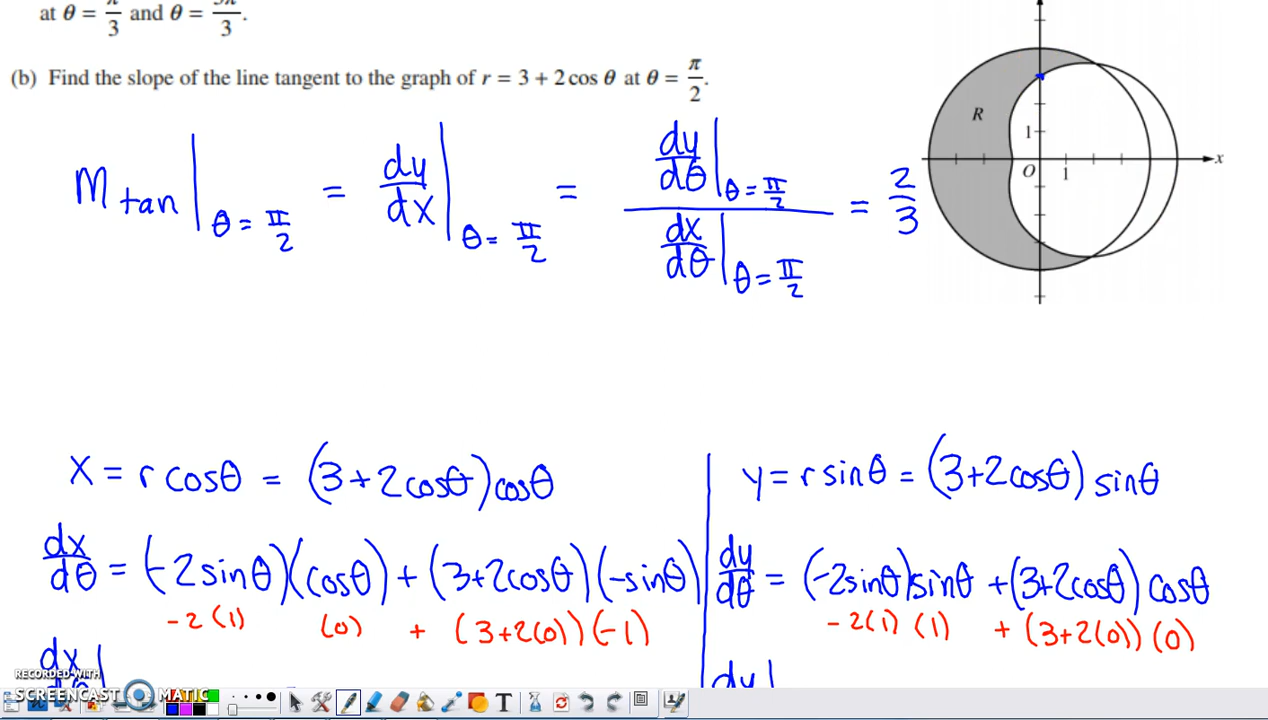 at θ = π/3 and θ = 5π/3.
(b) Find the slope of the line tangent to the graph of r = 3 + 2 cos θ at θ = π/2.
m tan |θ = π/2 = dy/dx |θ = π/2 = dy/dθ |θ = π/2 / dx/dθ |θ = π/2 = 2/3
R
1
O 1 x
x = r cosθ = (3+2cosθ)cosθ
dx/dθ = (-2sinθ)(cosθ) + (3+2cosθ)(-sinθ)
-2(1) (0) + (3+2(0))(-1)
dx
y = r sinθ = (3+2cosθ) sinθ
dy/dθ = (-2sinθ)sinθ + (3+2cosθ) cosθ
-2(1) (1) + (3+2(0)) (0)
dy
RECORDED WITH
SCREENCAST MATIC
T